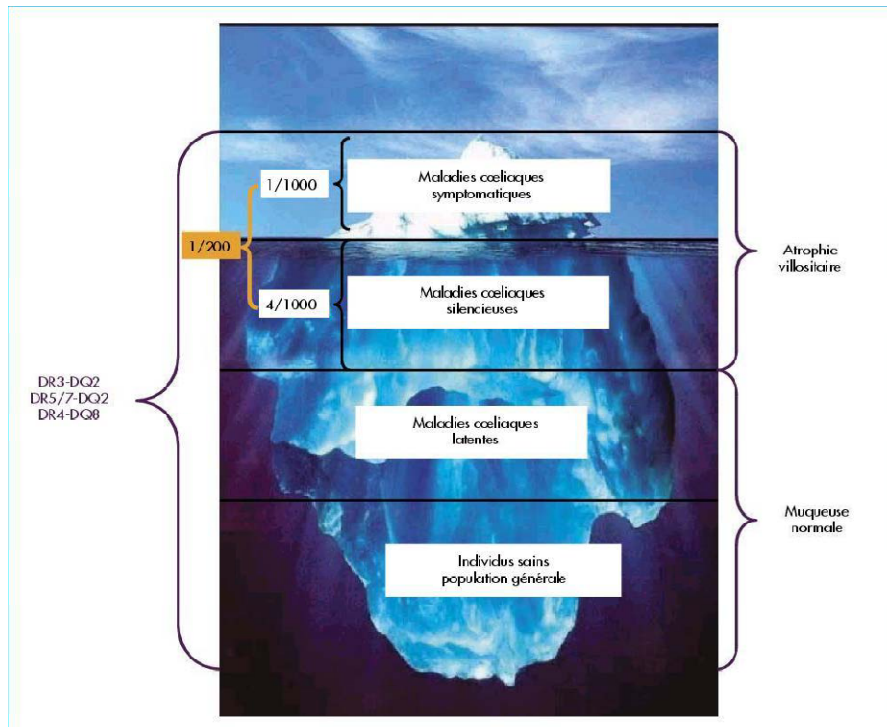 1/1000
Maladies cœliaques
symptomatiques
1/200
Atrophie
villositaire
4/1000
Maladies cœliaques
silencieuses
DR3-DQ2
DR5/7-DQ2
DR4-DQ8
Maladies cœliaques
latentes
Muqueuse
normale
Individus sains
population générale